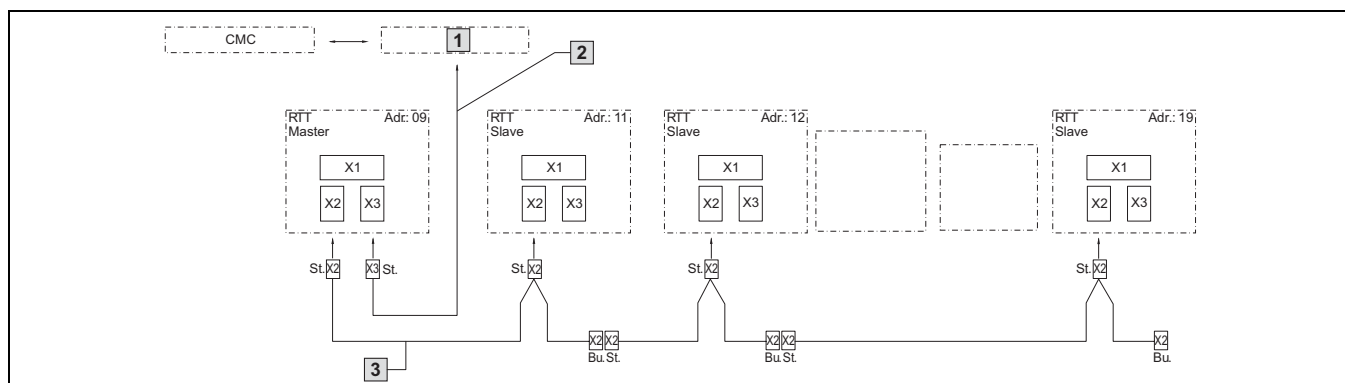 CMC
1
2
RTT Adr.: 09
Master
X1
X2 X3
RTT Adr.: 11
Slave
X1
X2 X3
RTT Adr.: 12
Slave
X1
X2 X3
RTT Adr.: 19
Slave
X1
X2 X3
St. X2 X3 St. St. X2 St. X2 St. X2
X2 X2 X2 X2 X2
Bu. St. Bu. St. Bu.
3